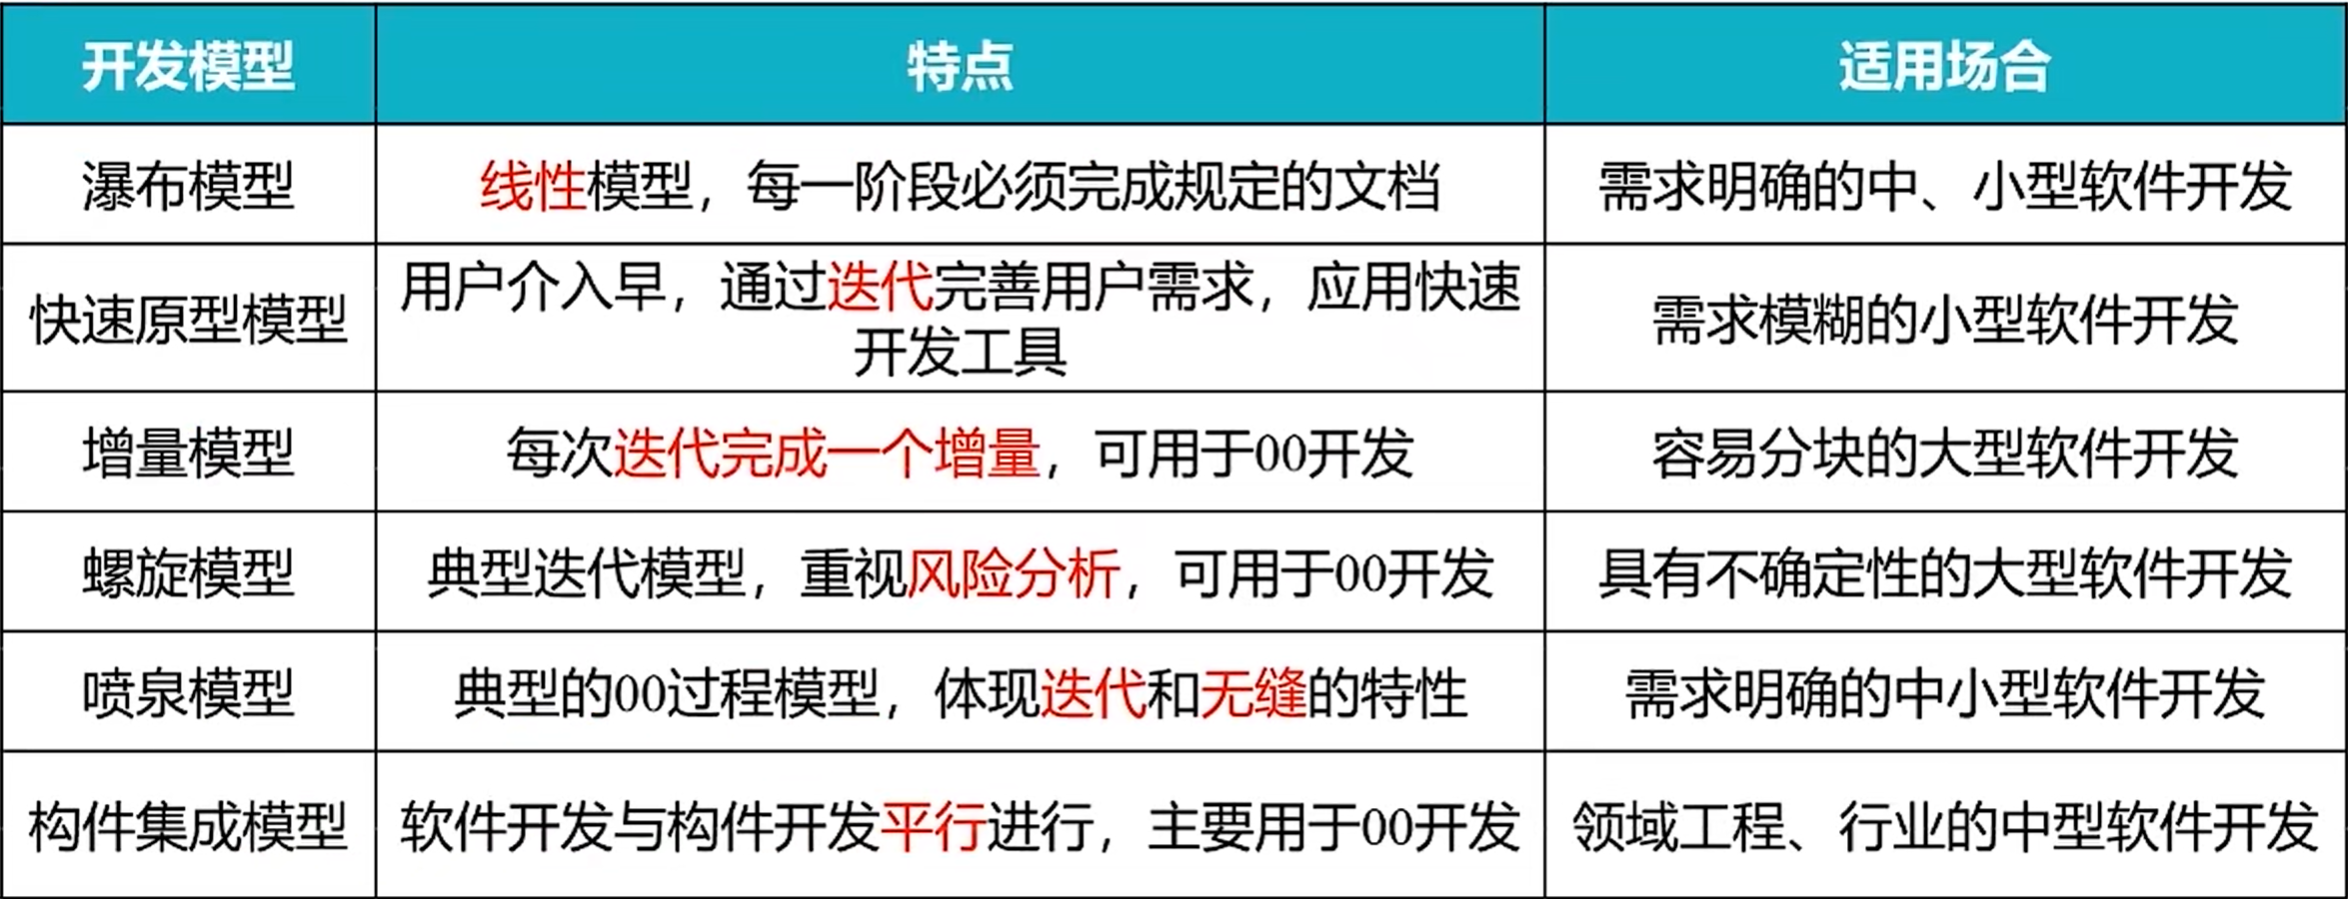 开发模型 特点 适用场合
瀑布模型 线性模型，每一阶段必须完成规定的文档 需求明确的中、小型软件开发
快速原型模型 用户介入早，通过迭代完善用户需求，应用快速 需求模糊的小型软件开发
开发工具
增量模型 每次迭代完成一个增量，可用于OO开发 容易分块的大型软件开发
螺旋模型 典型迭代模型，重视风险分析，可用于OO开发 具有不确定性的大型软件开发
喷泉模型 典型的OO过程模型，体现迭代和无缝的特性 需求明确的中小型软件开发
构件集成模型 软件开发与构件开发平行进行，主要用于OO开发 领域工程、行业的中型软件开发